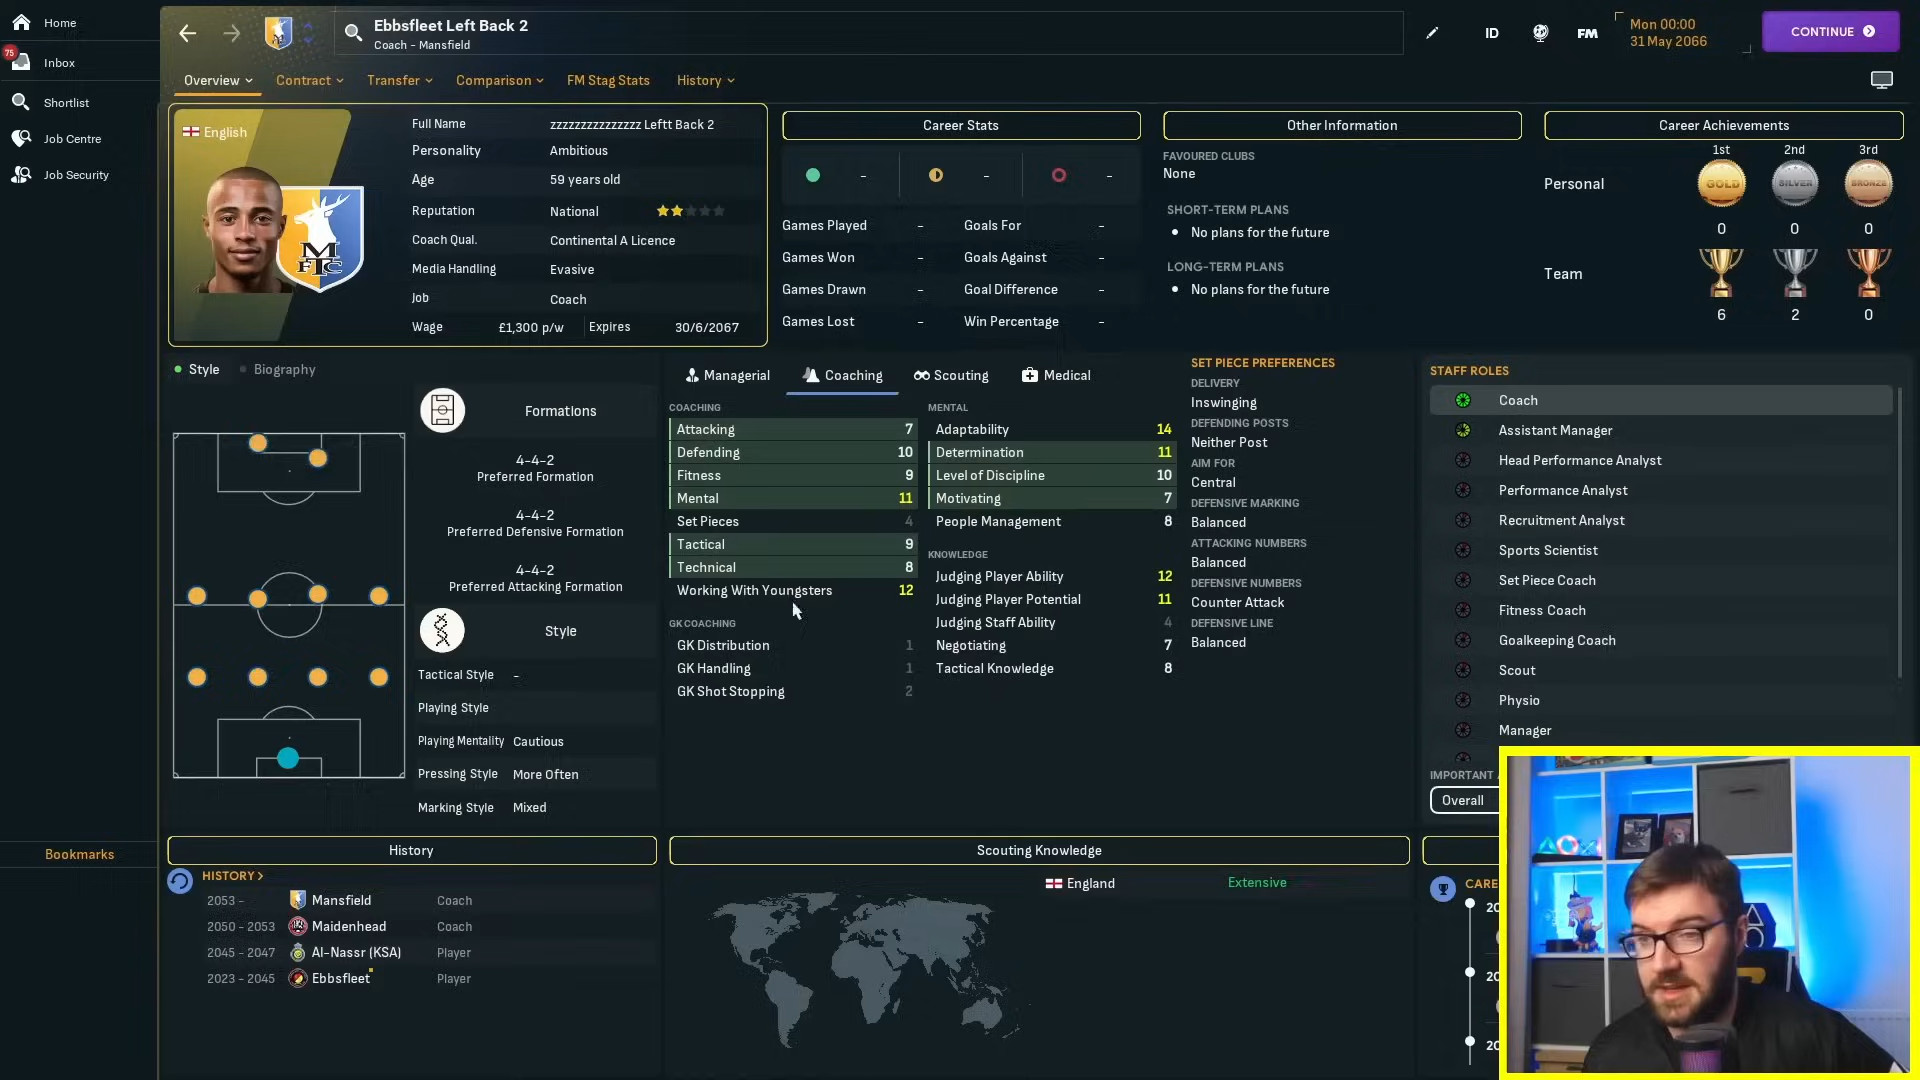 Home
75
Inbox
Shortlist
Job Centre
Job Security
Bookmarks
Ebbsfleet Left Back 2
Coach - Mansfield
ID
FM
Mon 00:00
31 May 2066
CONTINUE
Overview
Contract
Transfer
Comparison
FM Stag Stats
History
English
Full Name zzzzzzzzzzzzzzz Leftt Back 2
Personality Ambitious
Age 59 years old
Reputation National
Coach Qual. Continental A Licence
Media Handling Evasive
Job Coach
Wage £1,300 p/w Expires 30/6/2067
Career Stats
- - -
Games Played - Goals For -
Games Won - Goals Against -
Games Drawn - Goal Difference -
Games Lost - Win Percentage -
Other Information
FAVOURED CLUBS
None
SHORT-TERM PLANS
• No plans for the future
LONG-TERM PLANS
• No plans for the future
Career Achievements
1st 2nd 3rd
Personal GOLD SILVER BRONZE
0 0 0
Team
6 2 0
Style Biography
Formations
4-4-2
Preferred Formation
4-4-2
Preferred Defensive Formation
4-4-2
Preferred Attacking Formation
Style
Tactical Style -
Playing Style
Playing Mentality Cautious
Pressing Style More Often
Marking Style Mixed
Managerial Coaching Scouting Medical
COACHING
Attacking 7
Defending 10
Fitness 9
Mental 11
Set Pieces 4
Tactical 9
Technical 8
Working With Youngsters 12
GK COACHING
GK Distribution 1
GK Handling 1
GK Shot Stopping 2
MENTAL
Adaptability 14
Determination 11
Level of Discipline 10
Motivating 7
People Management 8
KNOWLEDGE
Judging Player Ability 12
Judging Player Potential 11
Judging Staff Ability 4
Negotiating 7
Tactical Knowledge 8
SET PIECE PREFERENCES
DELIVERY
Inswinging
DEFENDING POSTS
Neither Post
AIM FOR
Central
DEFENSIVE MARKING
Balanced
ATTACKING NUMBERS
Balanced
DEFENSIVE NUMBERS
Counter Attack
DEFENSIVE LINE
Balanced
STAFF ROLES
Coach
Assistant Manager
Head Performance Analyst
Performance Analyst
Recruitment Analyst
Sports Scientist
Set Piece Coach
Fitness Coach
Goalkeeping Coach
Scout
Physio
Manager
IMPORTANT
Overall
History
HISTORY >
2053 - Mansfield Coach
2050 - 2053 Maidenhead Coach
2045 - 2047 Al-Nassr (KSA) Player
2023 - 2045 Ebbsfleet Player
Scouting Knowledge
England Extensive
CARE
20
20
20